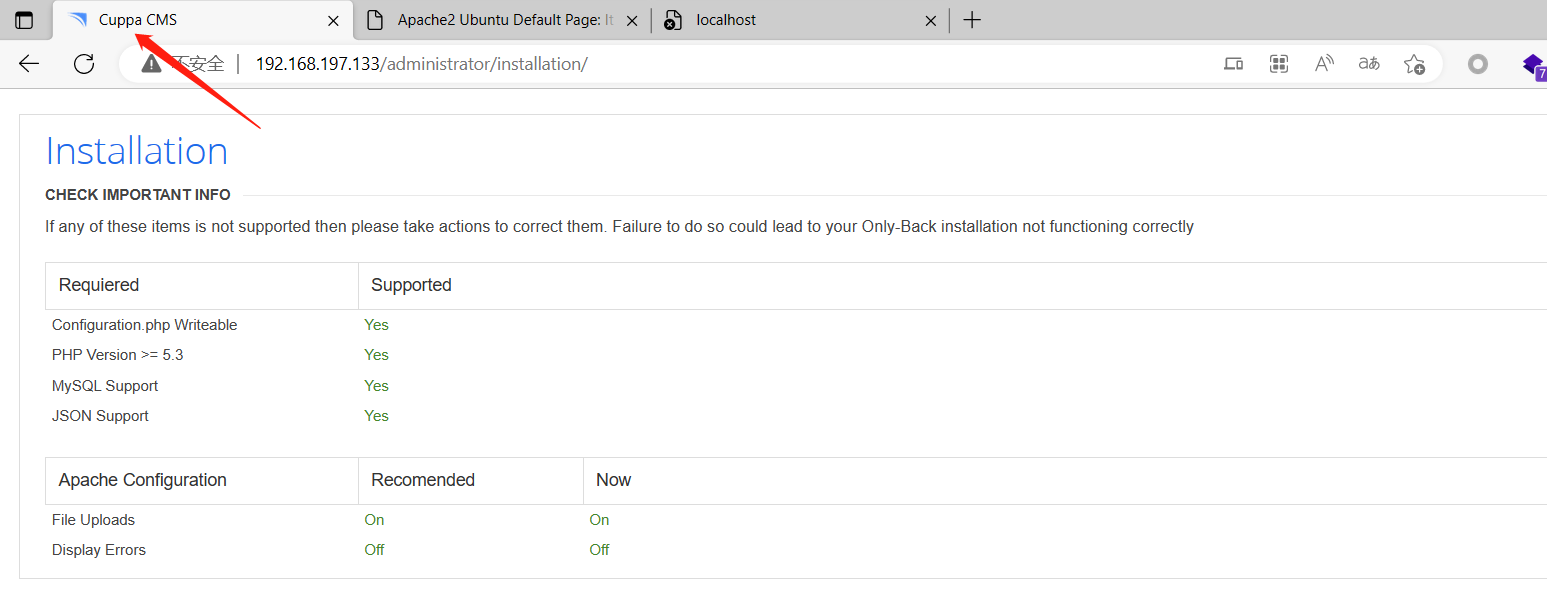 Cuppa CMS
Apache2 Ubuntu Default Page: It
localhost
不安全
192.168.197.133/administrator/installation/
Installation
CHECK IMPORTANT INFO
If any of these items is not supported then please take actions to correct them. Failure to do so could lead to your Only-Back installation not functioning correctly
Requiered Supported
Configuration.php Writeable Yes
PHP Version >= 5.3 Yes
MySQL Support Yes
JSON Support Yes
Apache Configuration Recomended Now
File Uploads On On
Display Errors Off Off